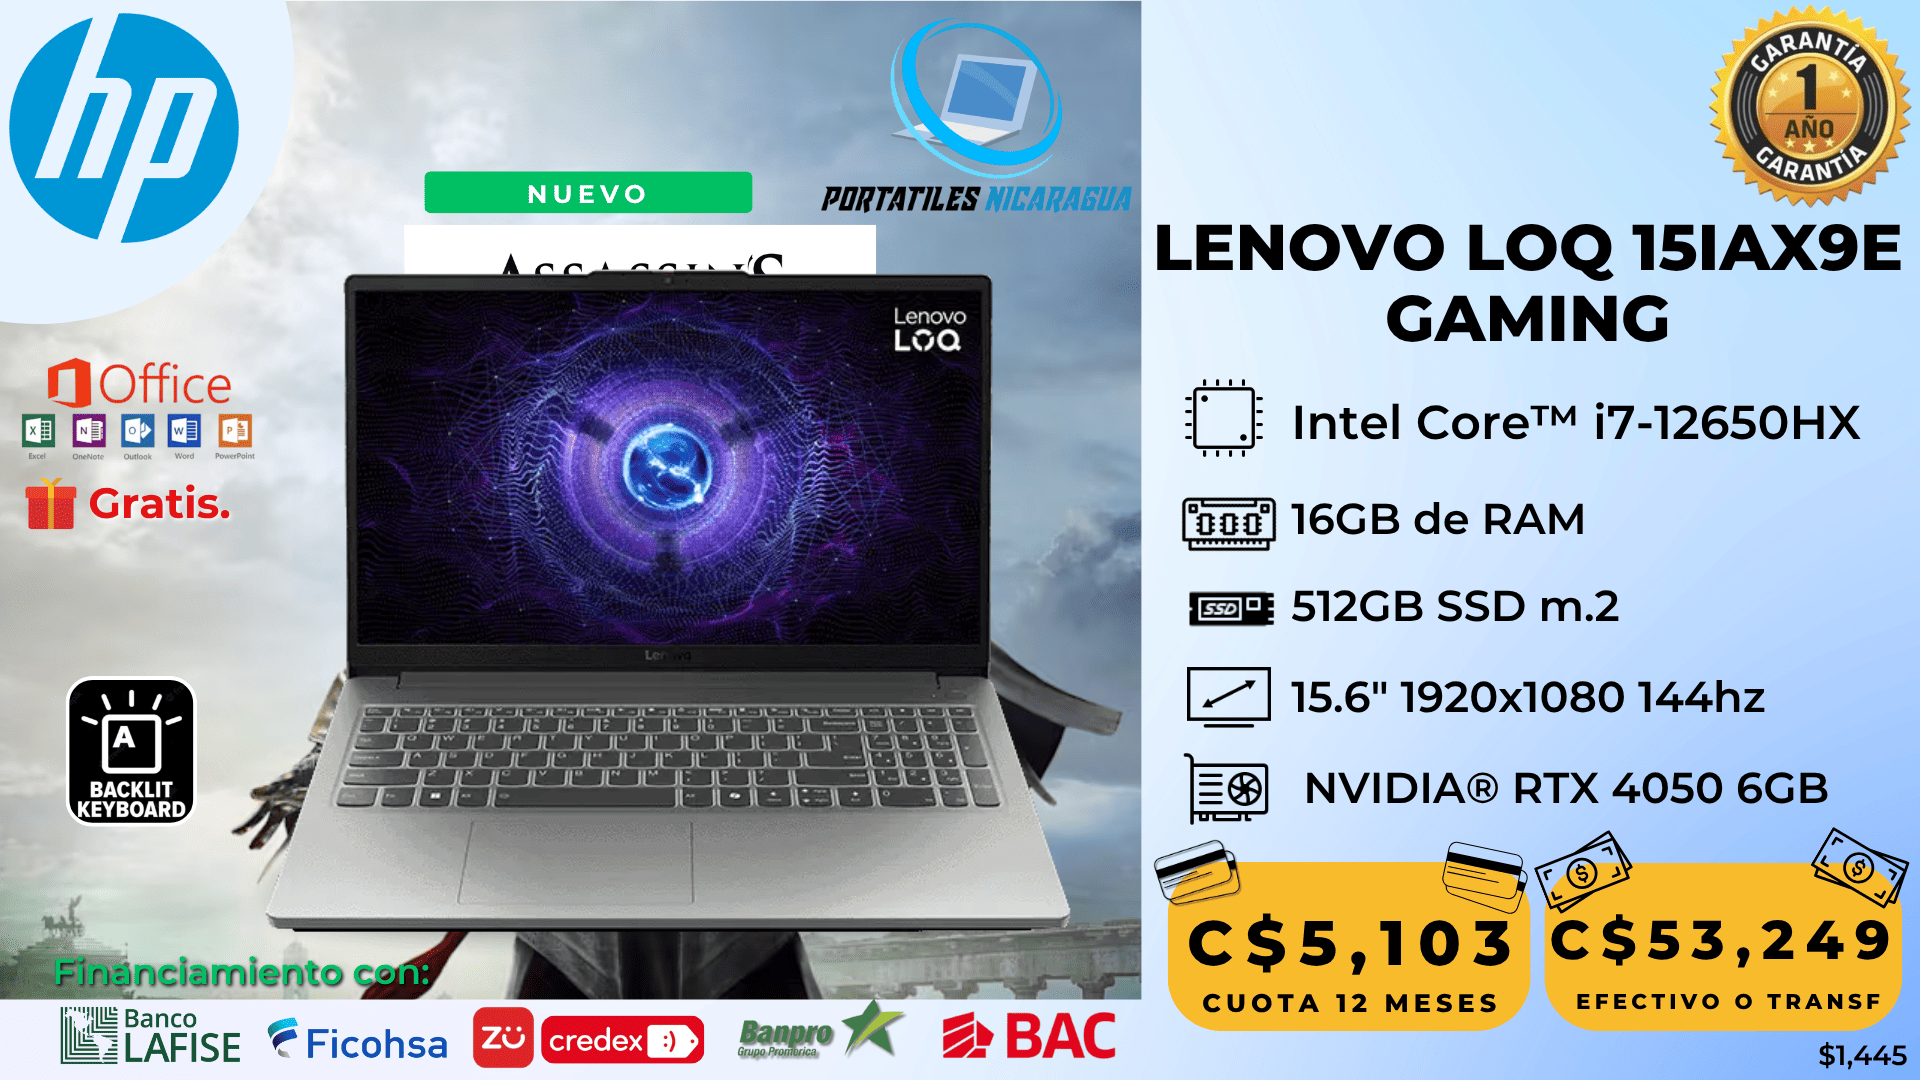 hp
NUEVO
PORTATILES NICARAGUA
ASSASSIN'S
Lenovo
LOQ
Office
Excel
OneNote
Outlook
Word
PowerPoint
Gratis.
A
BACKLIT
KEYBOARD
Financiamiento con:
Banco
LAFISE
Ficohsa
zü
credex
Banpro
Grupo Promerica
BAC
GARANTÍA
1
AÑO
GARANTÍA
LENOVO LOQ 15IAX9E
GAMING
Intel Core™ i7-12650HX
16GB de RAM
SSD
512GB SSD m.2
15.6" 1920x1080 144hz
NVIDIA® RTX 4050 6GB
C$5,103
CUOTA 12 MESES
C$53,249
EFECTIVO O TRANSF
$1,445